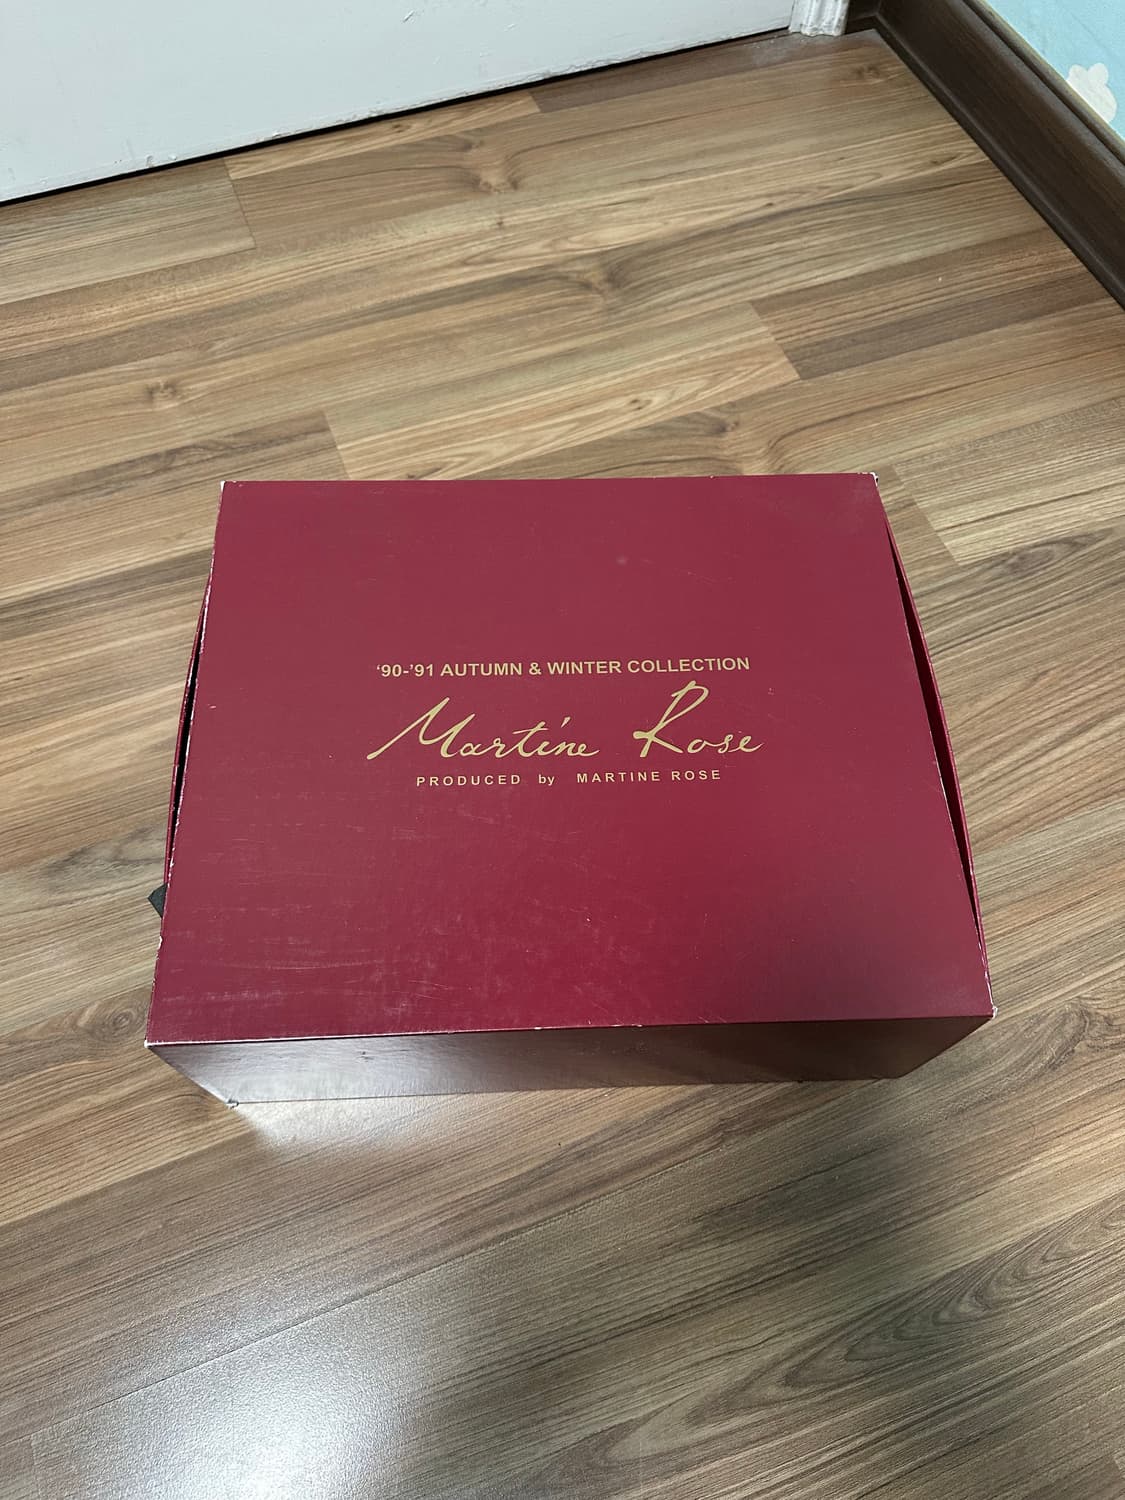 ‘90-’91 AUTUMN & WINTER COLLECTION
Martine Rose
PRODUCED by MARTINE ROSE